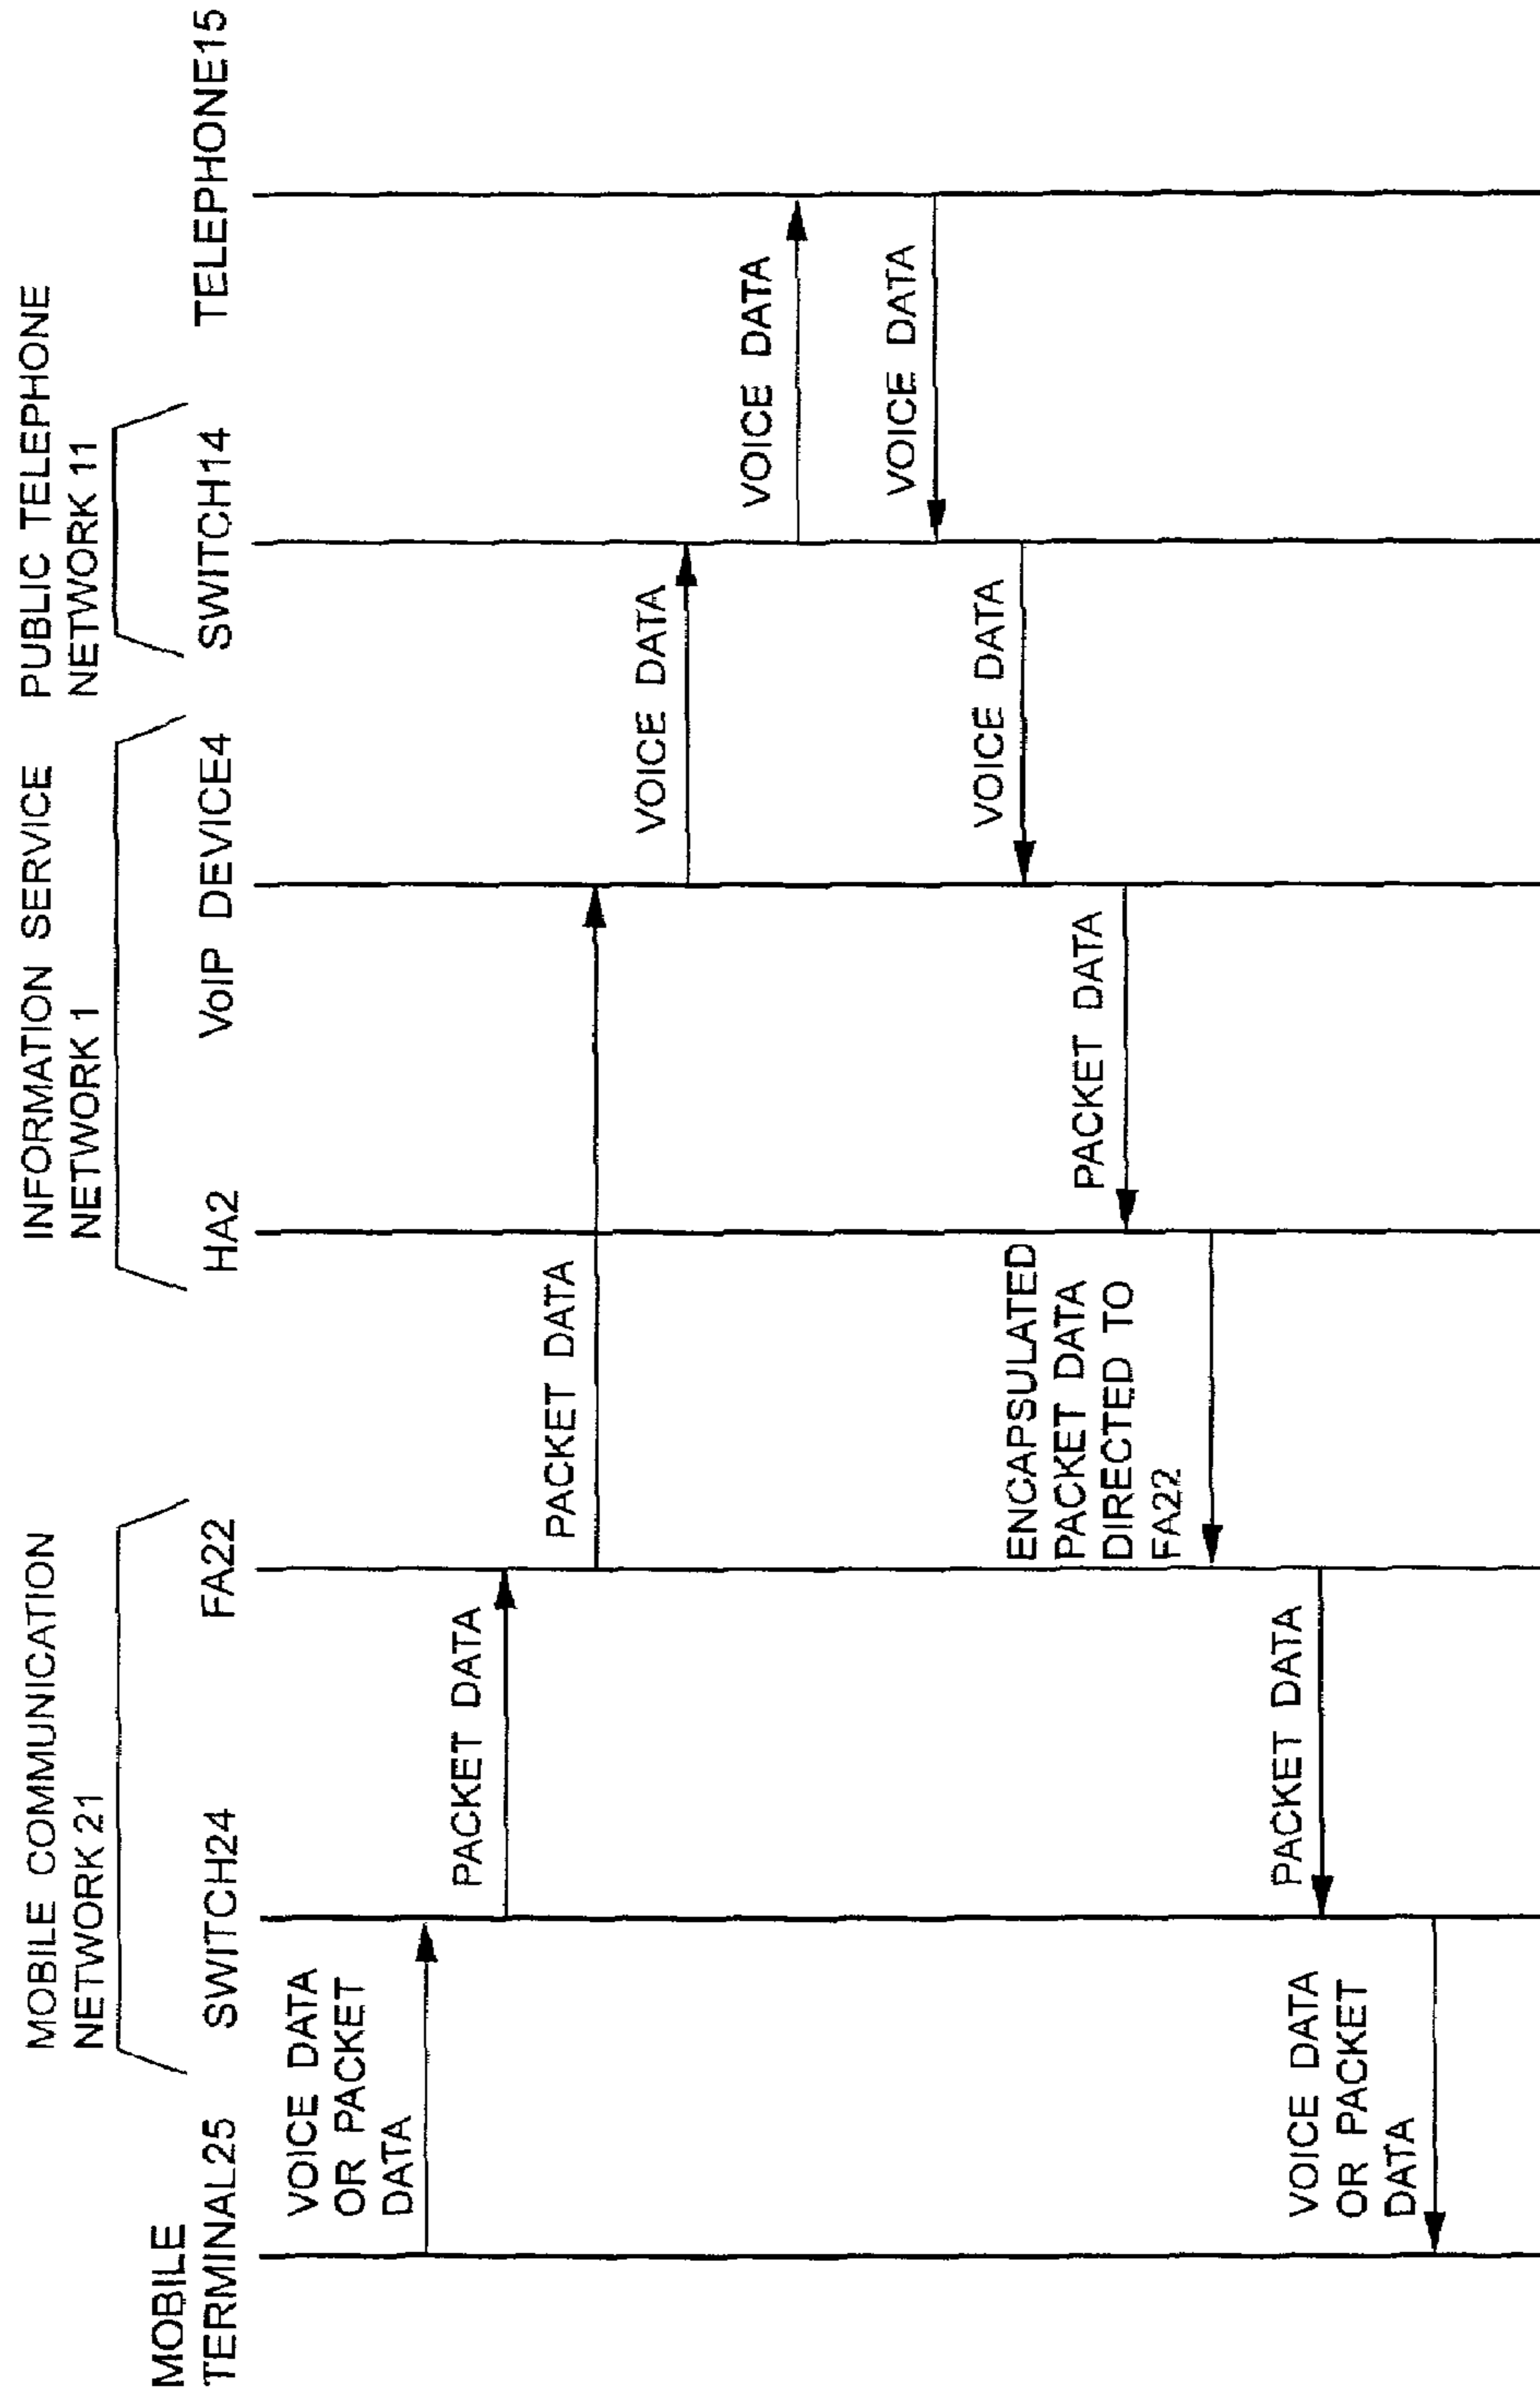 MOBILE COMMUNICATION
NETWORK 21
INFORMATION SERVICE
NETWORK 1
PUBLIC TELEPHONE
NETWORK 11
MOBILE
TERMINAL25
SWITCH24
FA22
HA2
VoIP DEVICE4
SWITCH14
TELEPHONE15
VOICE DATA
OR PACKET
DATA
PACKET DATA
PACKET DATA
VOICE DATA
VOICE DATA
VOICE DATA
VOICE DATA
PACKET DATA
ENCAPSULATED
PACKET DATA
DIRECTED TO
FA22
PACKET DATA
VOICE DATA
OR PACKET
DATA